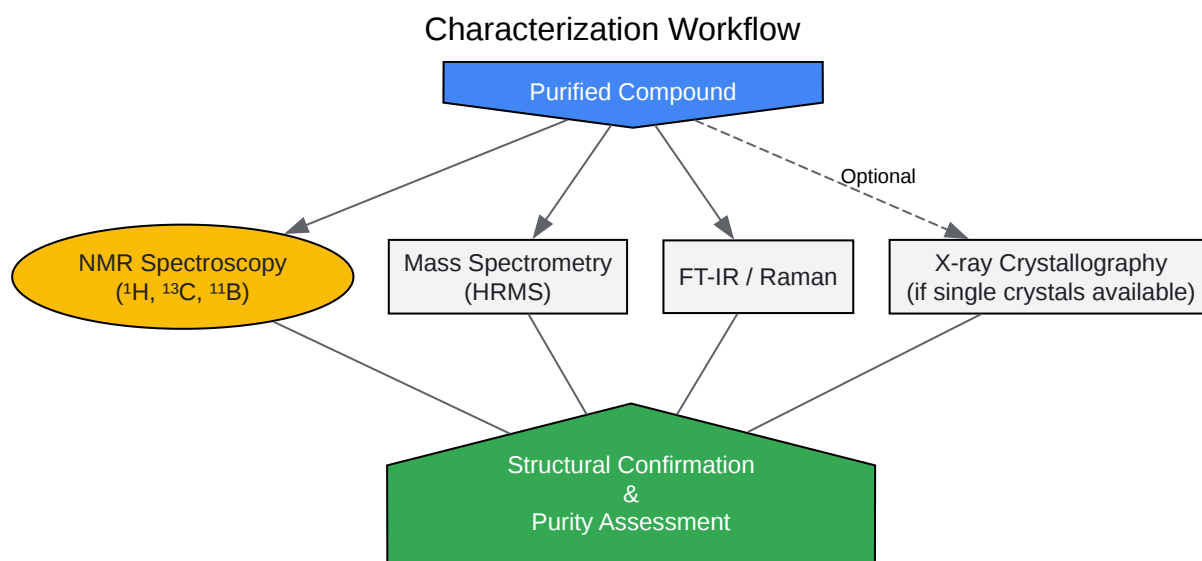 Characterization Workflow
Purified Compound
Optional
NMR Spectroscopy
(¹H, ¹³C, ¹¹B)
Mass Spectrometry
(HRMS)
FT-IR / Raman
X-ray Crystallography
(if single crystals available)
Structural Confirmation
&
Purity Assessment